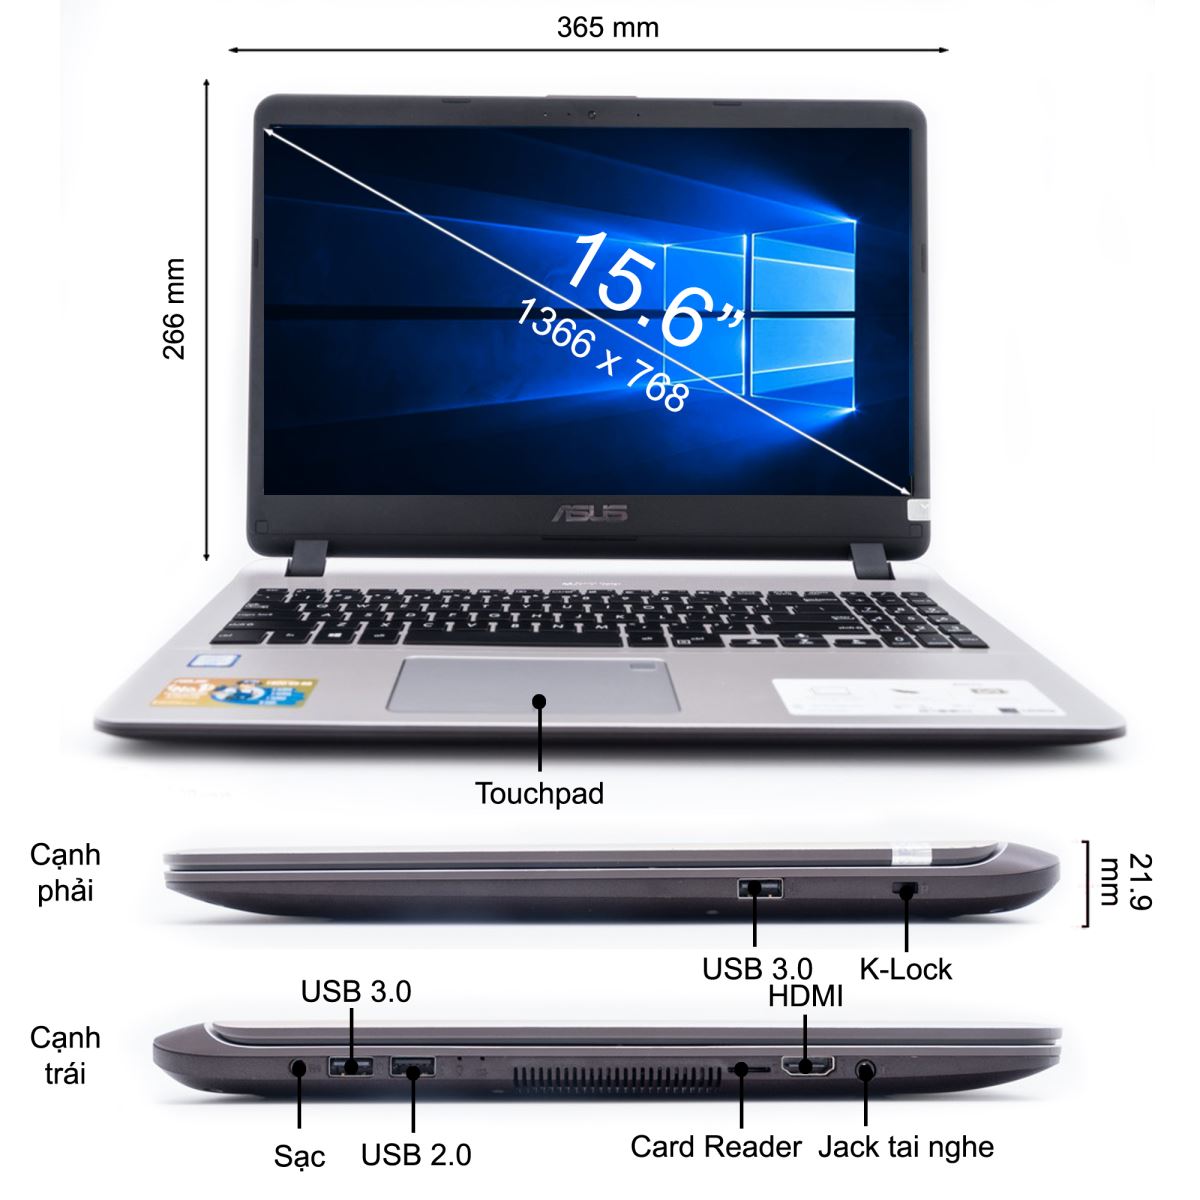 365 mm
266 mm
15.6”
1366 x 768
ASUS
Touchpad
Cạnh
phải
21.9
mm
USB 3.0
K-Lock
USB 3.0
HDMI
Cạnh
trái
Sạc
USB 2.0
Card Reader
Jack tai nghe